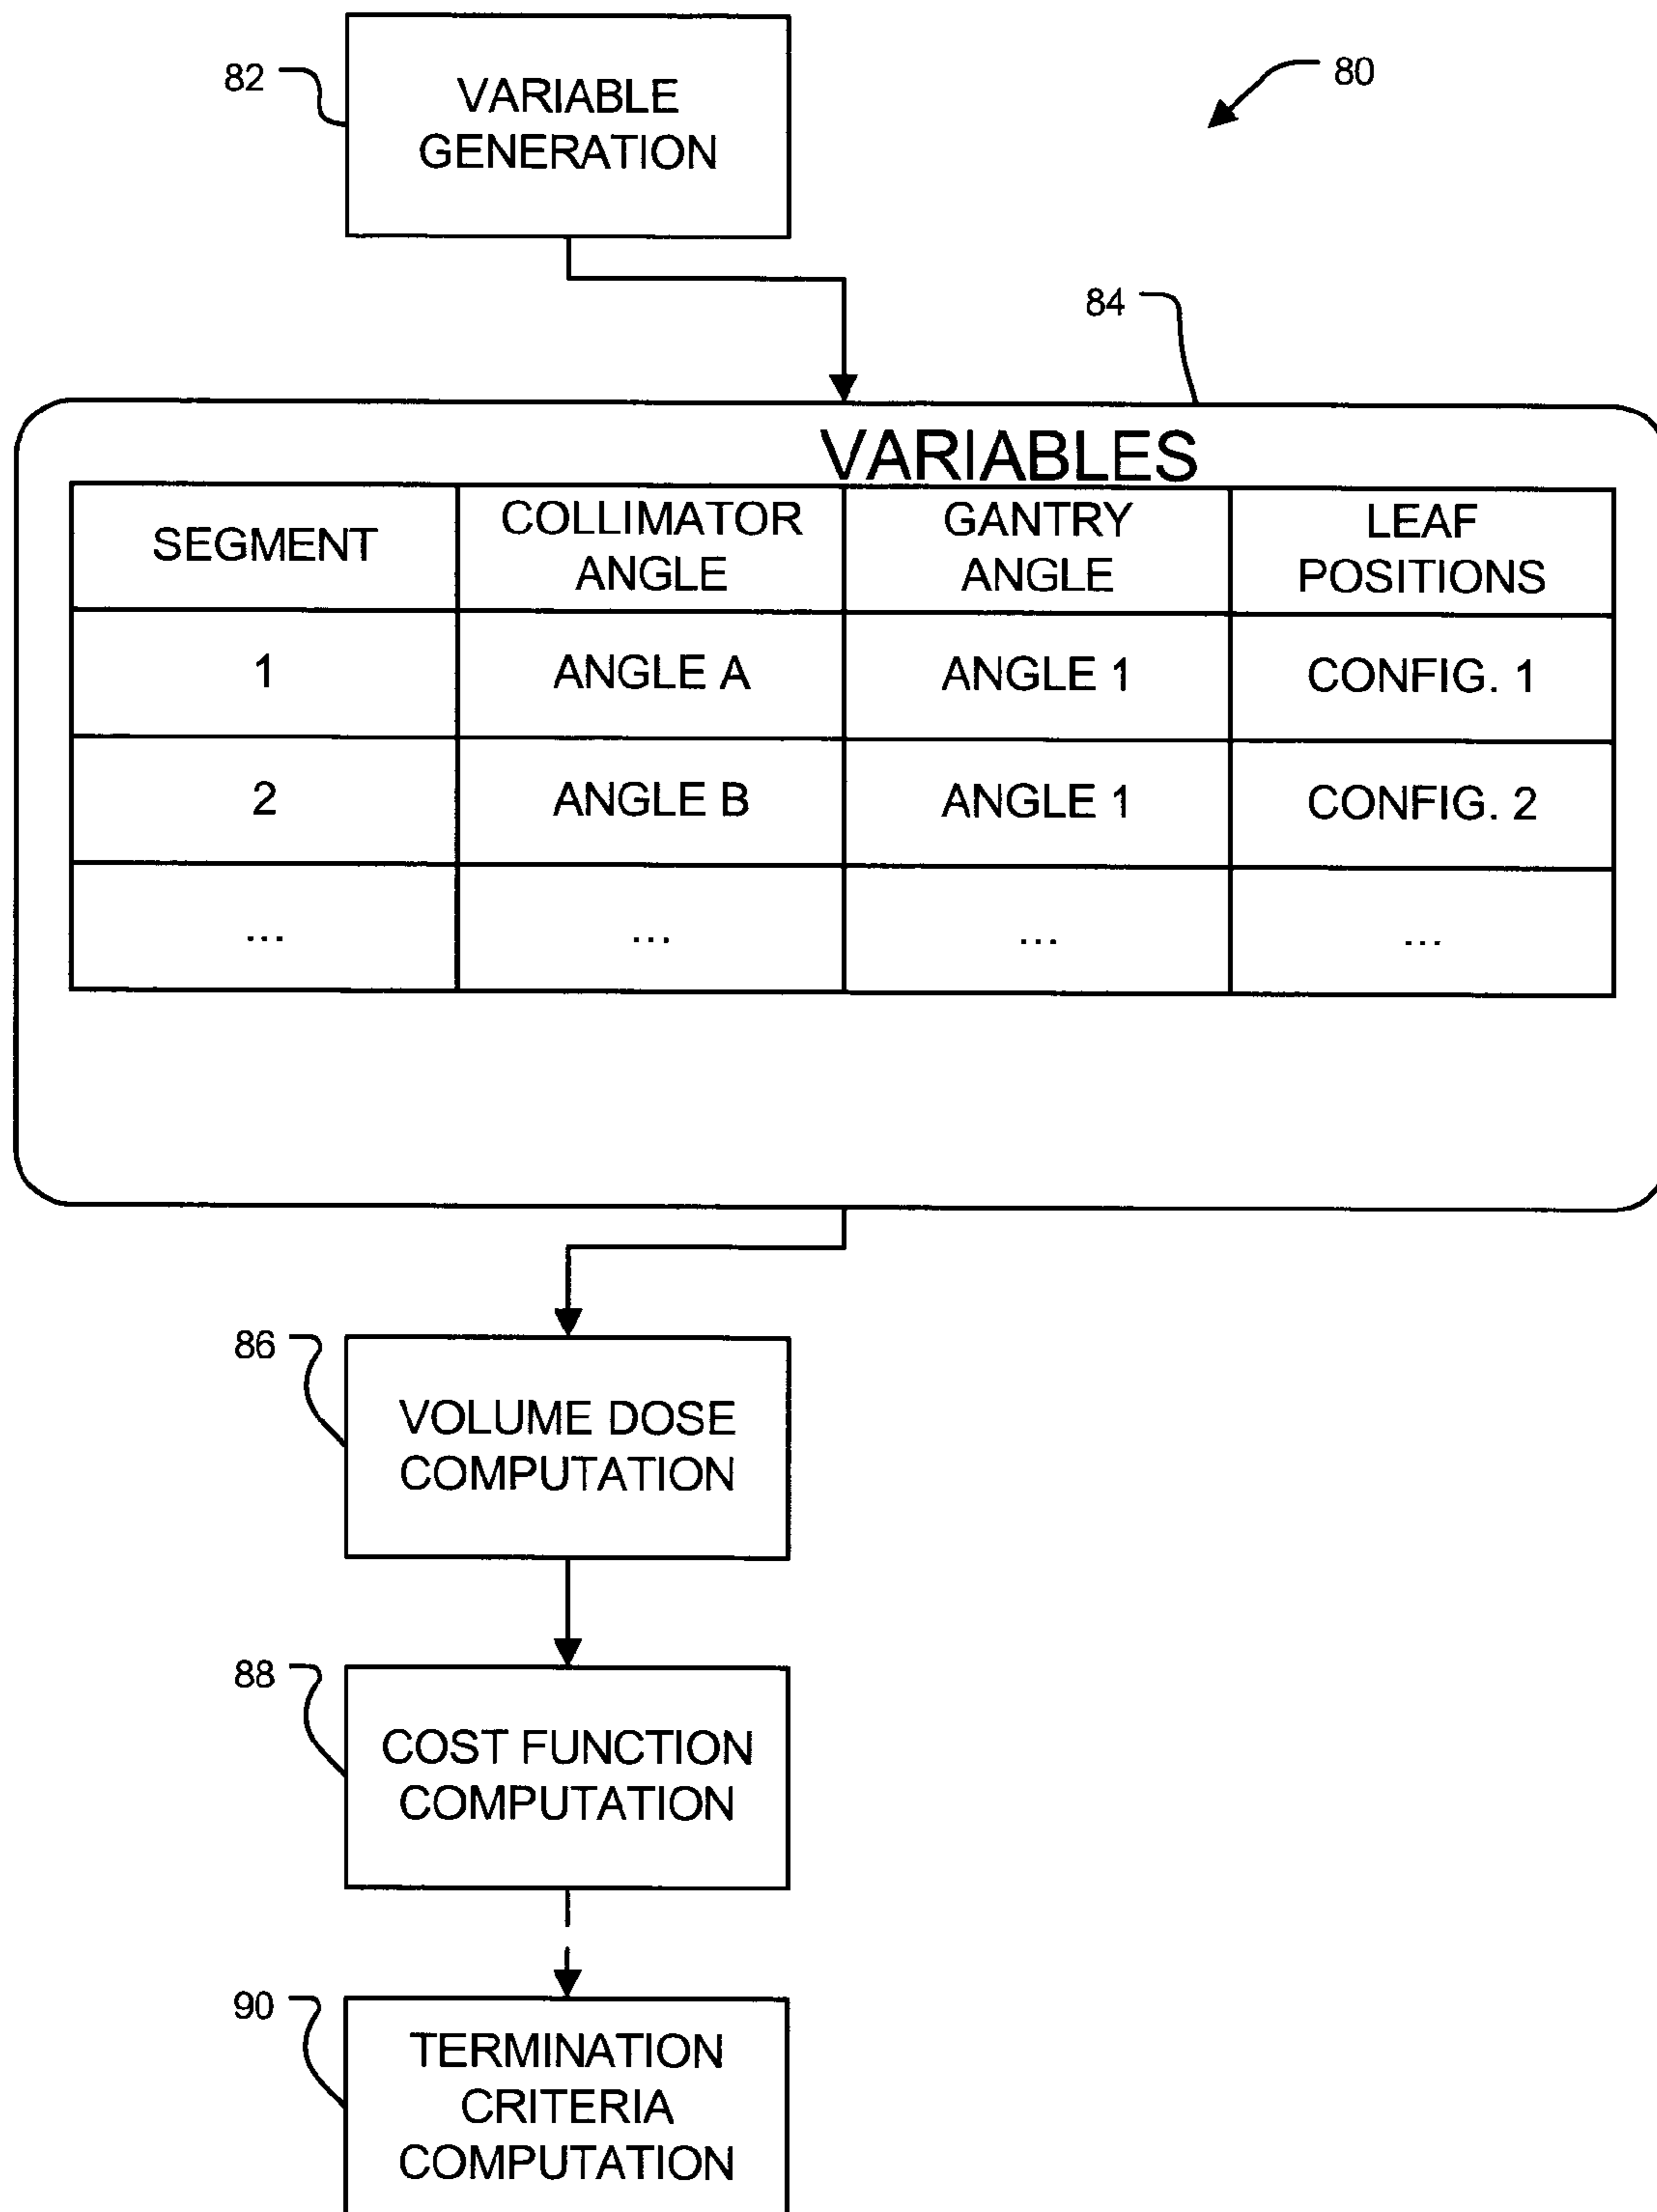 82
VARIABLE
GENERATION
80
84
VARIABLES
SEGMENT
COLLIMATOR
ANGLE
GANTRY
ANGLE
LEAF
POSITIONS
1
ANGLE A
ANGLE 1
CONFIG. 1
2
ANGLE B
ANGLE 1
CONFIG. 2
...
...
...
...
86
VOLUME DOSE
COMPUTATION
88
COST FUNCTION
COMPUTATION
90
TERMINATION
CRITERIA
COMPUTATION